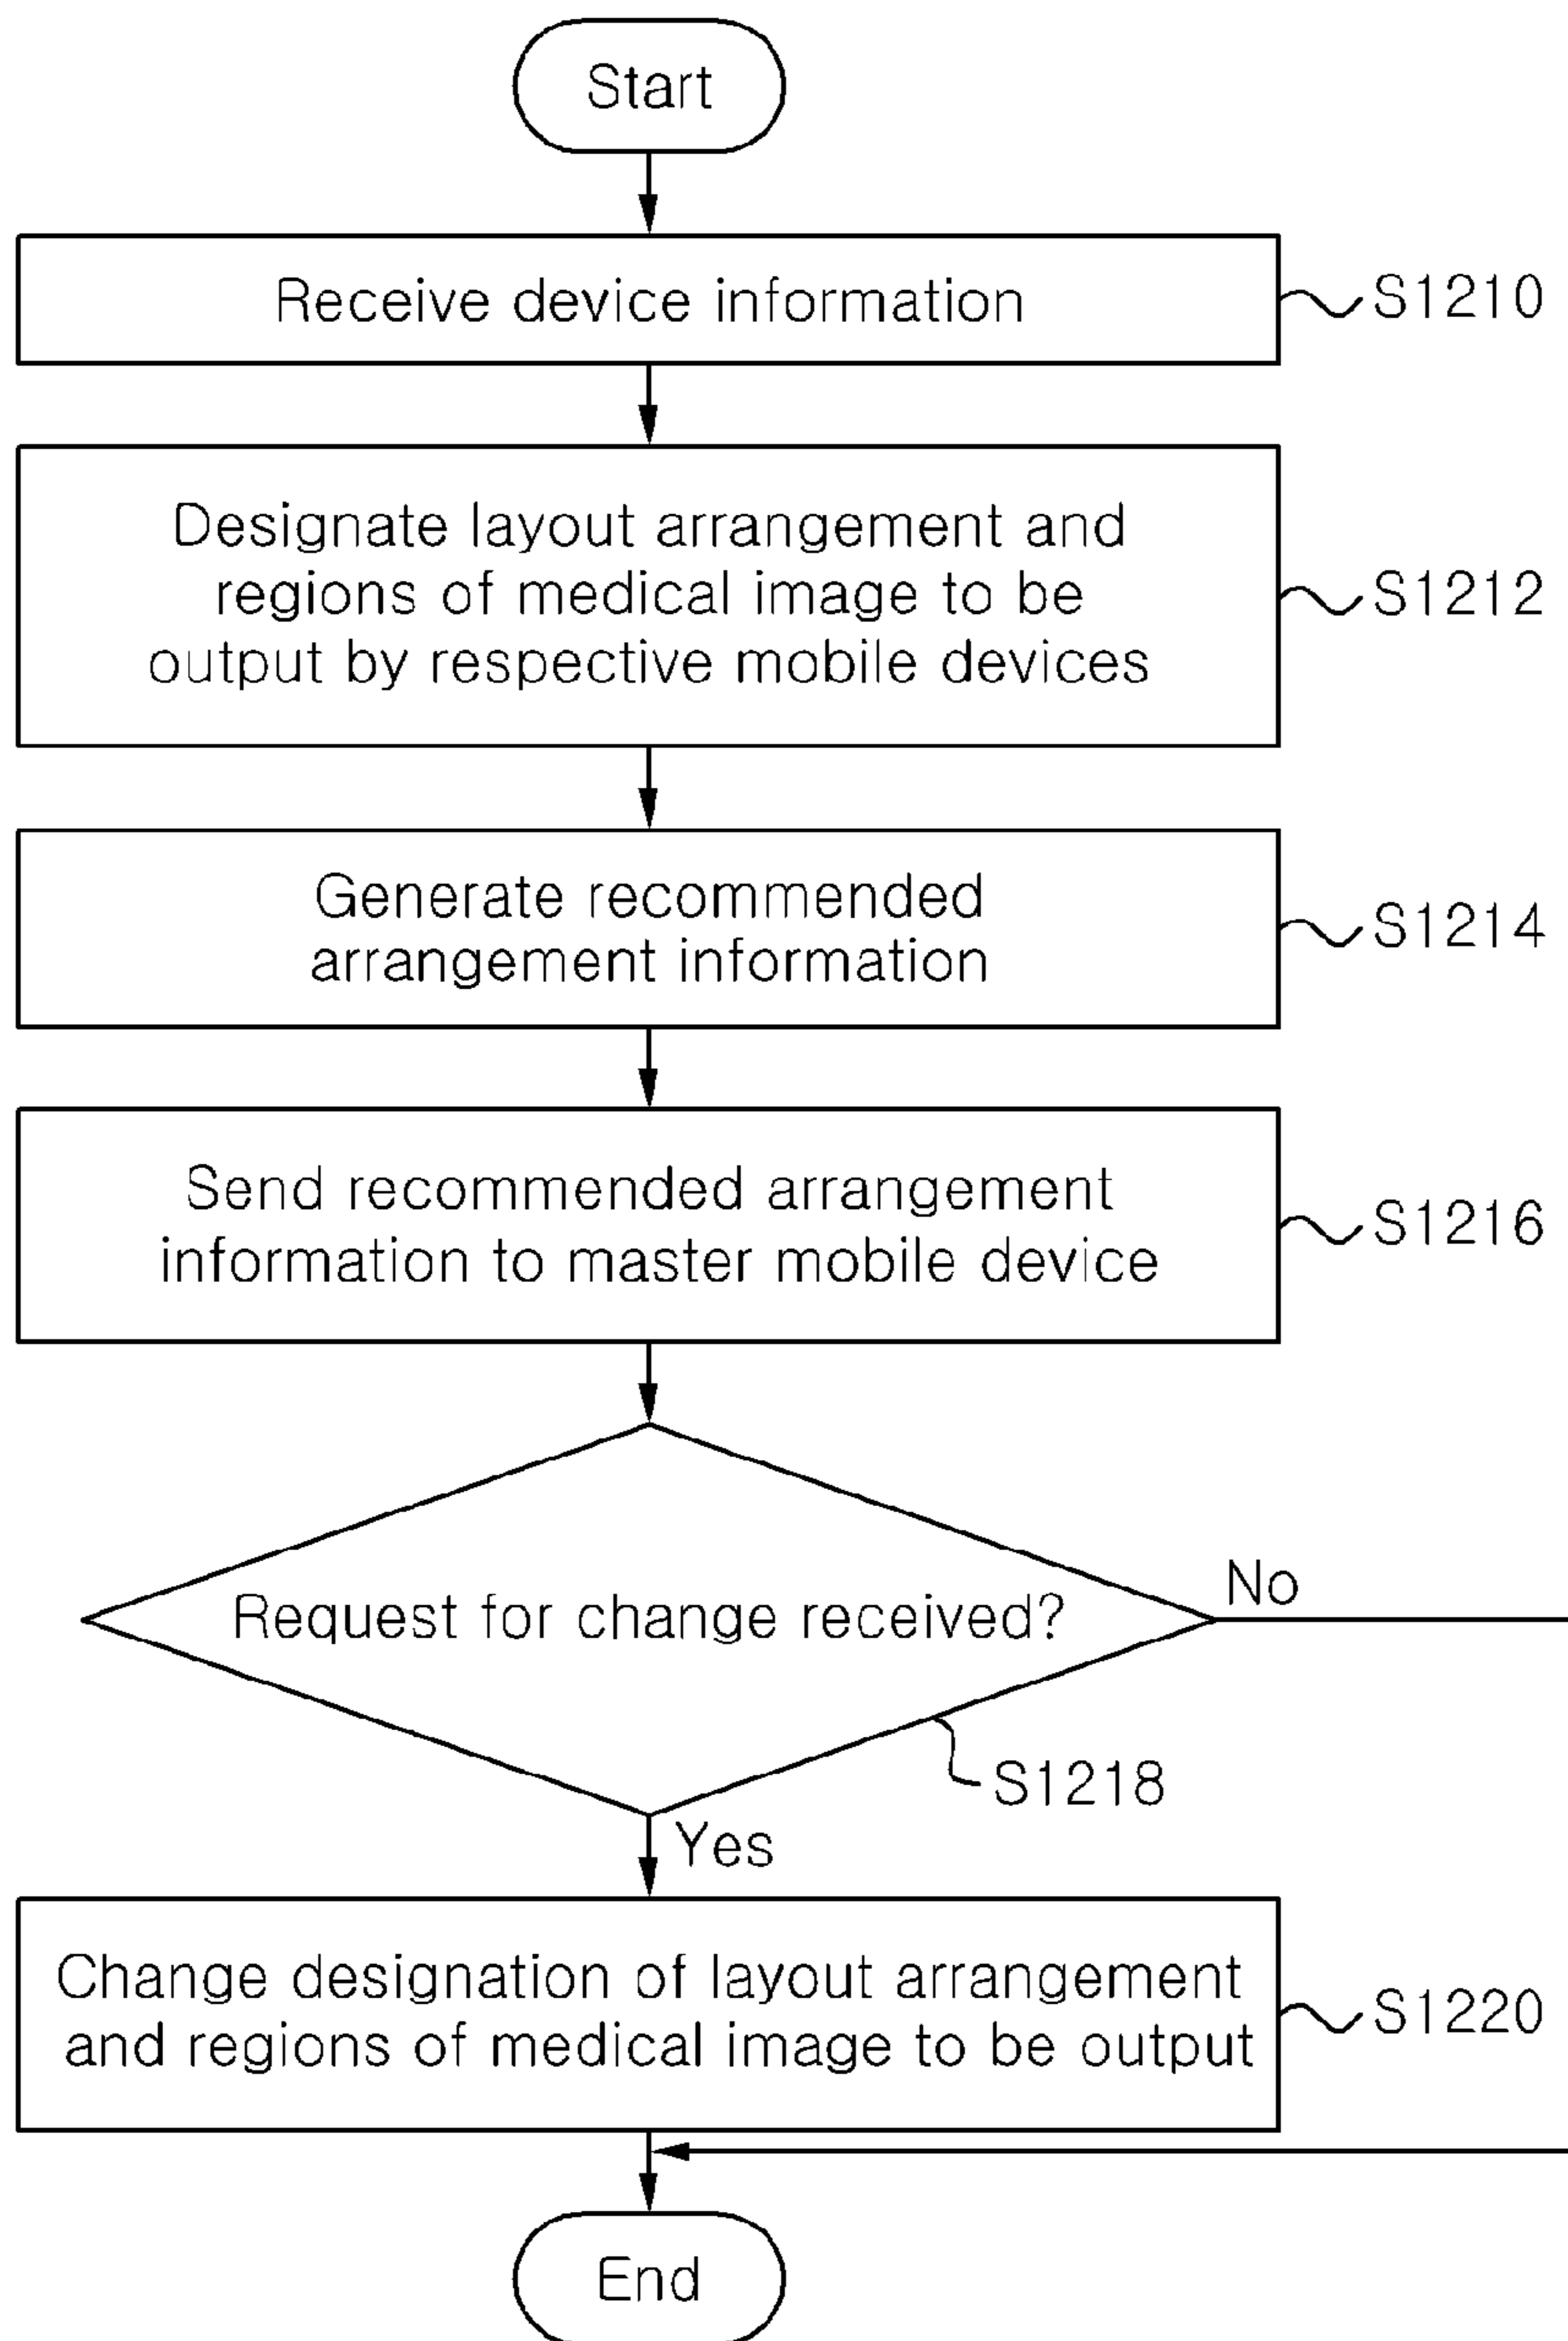 Start
Receive device information
S1210
Designate layout arrangement and
regions of medical image to be
output by respective mobile devices
S1212
Generate recommended
arrangement information
S1214
Send recommended arrangement
information to master mobile device
S1216
Request for change received?
No
S1218
Yes
Change designation of layout arrangement
and regions of medical image to be output
S1220
End